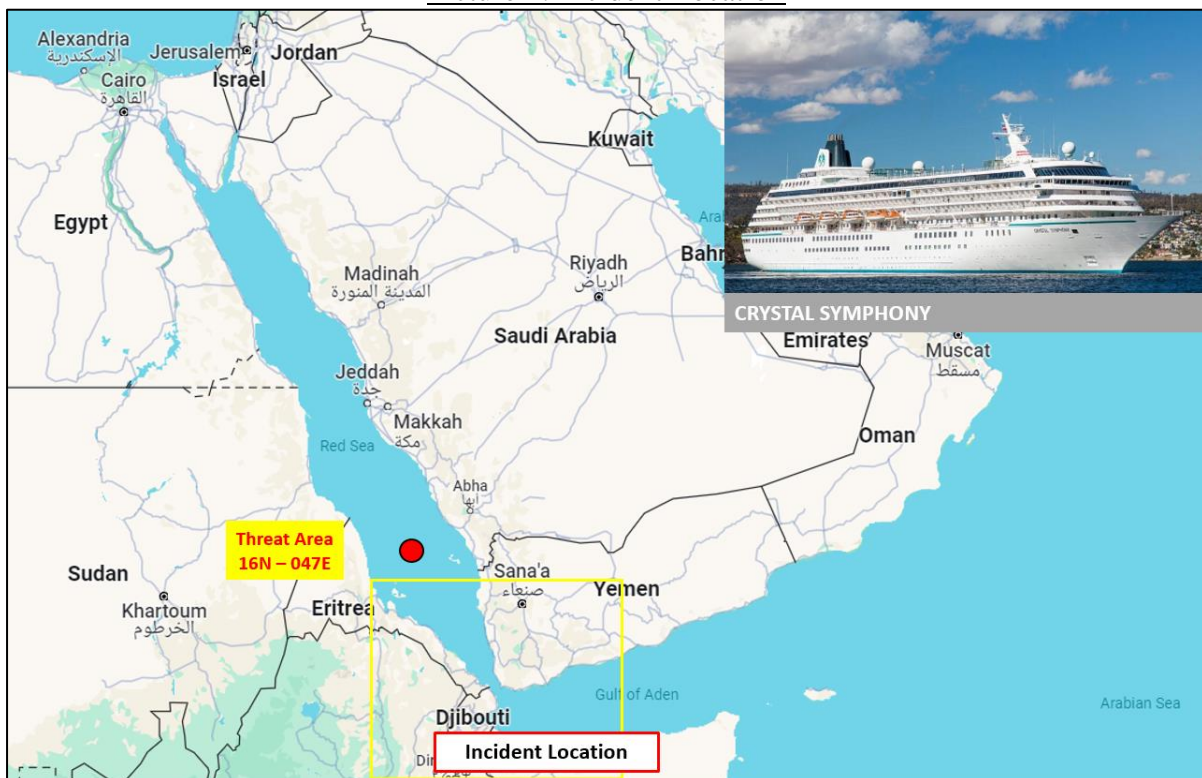 Alexandria
الإسكندرية
Jerusalem
Jordan
Israel
Cairo
القاهرة
Kuwait
Egypt
Madinah
المدينة المنورة
Riyadh
الرياض
Bahr
CRYSTAL SYMPHONY
Saudi Arabia
Emirates
Muscat
مسقط
Jeddah
جدة
Makkah
مكة
Red Sea
Oman
Abha
أبها
Threat Area
16N – 047E
Sudan
Sana'a
صنعاء
Yemen
Khartoum
الخرطوم
Eritrea
Gulf of Aden
Arabian Sea
Djibouti
Incident Location